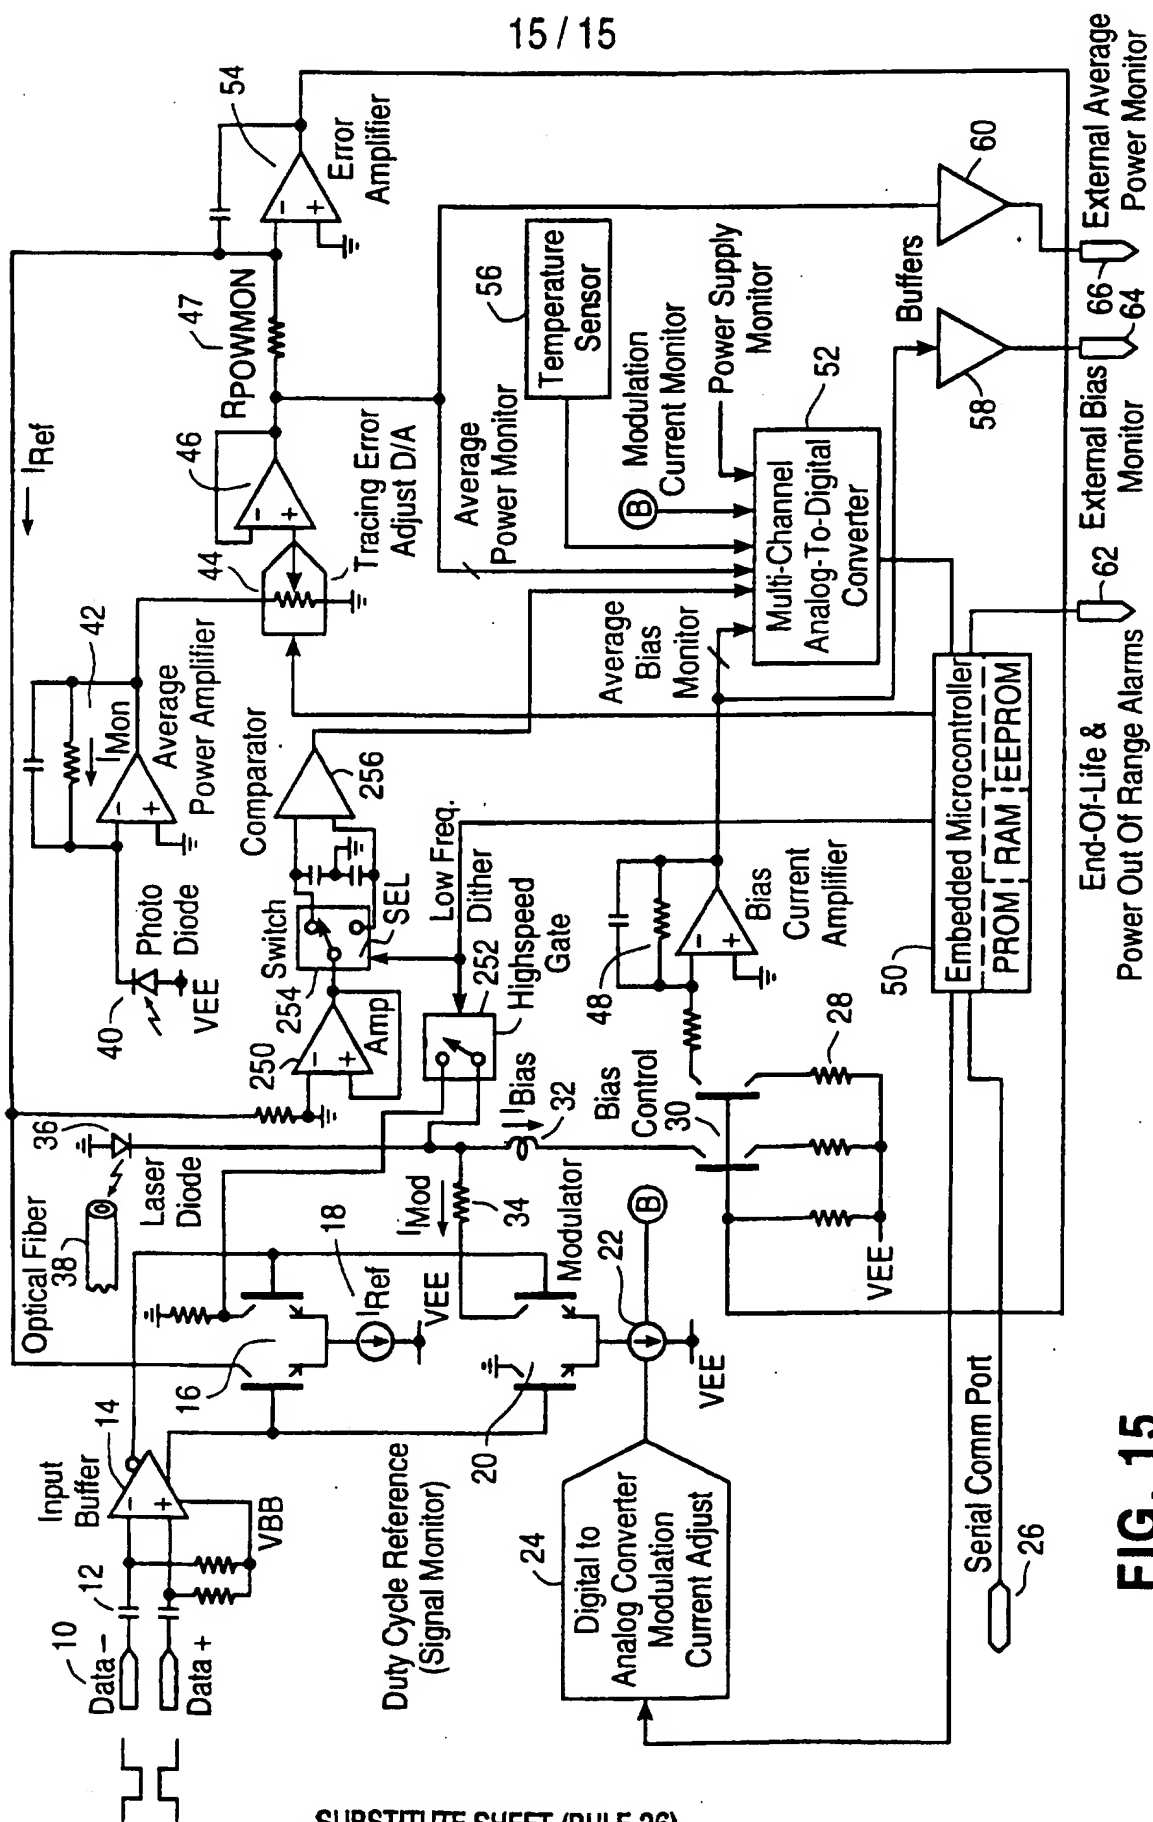 15 / 15
IRef
10
Data –
12
Data +
Input
Buffer
14
VBB
Optical Fiber
38
36
Laser
Diode
40
VEE
Photo
Diode
42
IMon
Average
Power Amplifier
44
46
RPOWMON
47
54
Error
Amplifier
Tracing Error
Adjust D/A
Duty Cycle Reference
(Signal Monitor)
16
18
IRef
VEE
250
Amp
254
Switch
SEL
Comparator
256
Low Freq.
Dither
252
Highspeed
Gate
Average
Power Monitor
56
Temperature
Sensor
IMod
34
IBias
32
20
Modulator
22
B
VEE
Bias
Control
30
28
VEE
48
Bias
Current
Amplifier
Average
Bias
Monitor
B
Modulation
Current Monitor
Power Supply
Monitor
52
Multi-Channel
Analog-To-Digital
Converter
Buffers
58
60
24
Digital to
Analog Converter
Modulation
Current Adjust
50
Embedded Microcontroller
PROM
RAM
EEPROM
Serial Comm Port
26
62
End-Of-Life &
Power Out Of Range Alarms
64
External Bias
Monitor
66
External Average
Power Monitor
FIG. 15
SUBSTITUTE SHEET (RULE 26)